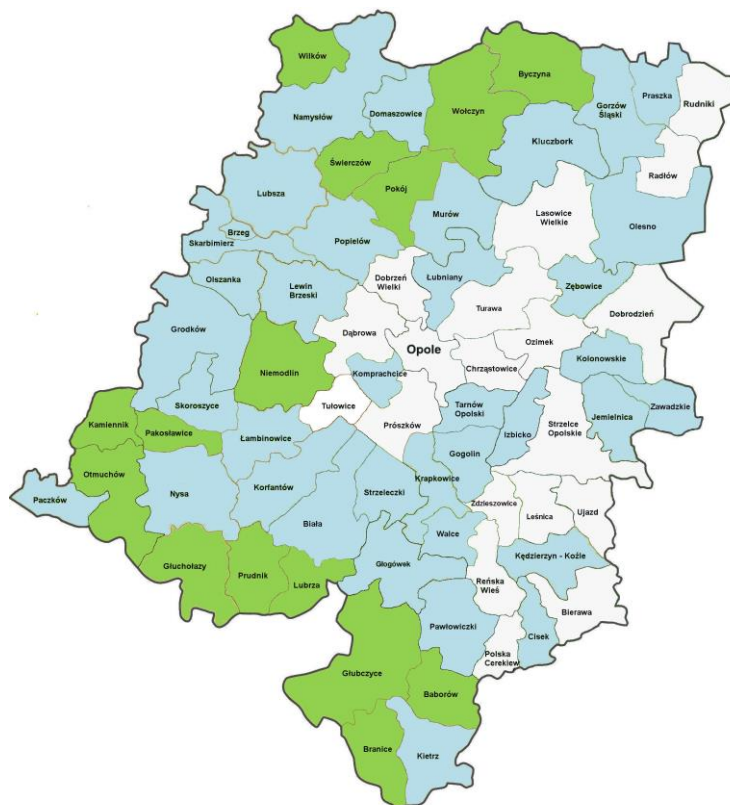 Wilków
Byczyna
Praszka
Rudniki
Namysłów
Domaszowice
Wołczyn
Gorzów
Śląski
Kluczbork
Świerczów
Radłów
Pokój
Lubsza
Lasowice
Wielkie
Murów
Olesno
Brzeg
Skarbimierz
Popielów
Dobrzeń
Wielki
Lubniany
Zębowice
Olszanka
Lewin
Brzeski
Turawa
Dobrodzień
Grodków
Dąbrowa
Ozimek
Opole
Kolonowskie
Niemodlin
Komprachcice
Chrząstowice
Skoroszyce
Tułowice
Tarnów
Opolski
Jemielnica
Zawadzkie
Kamiennik
Pakosławice
Łambinowice
Prószków
Izbicko
Strzelce
Opolskie
Gogolin
Otmuchów
Paczków
Nysa
Korfantów
Strzeleczki
Krapkowice
Zdzieszowice
Leśnica
Ujazd
Biała
Walce
Kędzierzyn - Koźle
Głuchołazy
Prudnik
Lubrza
Głogówek
Reńska
Wieś
Bierawa
Pawłowiczki
Cisek
Polska
Cerekiew
Głubczyce
Baborów
Branice
Kietrz